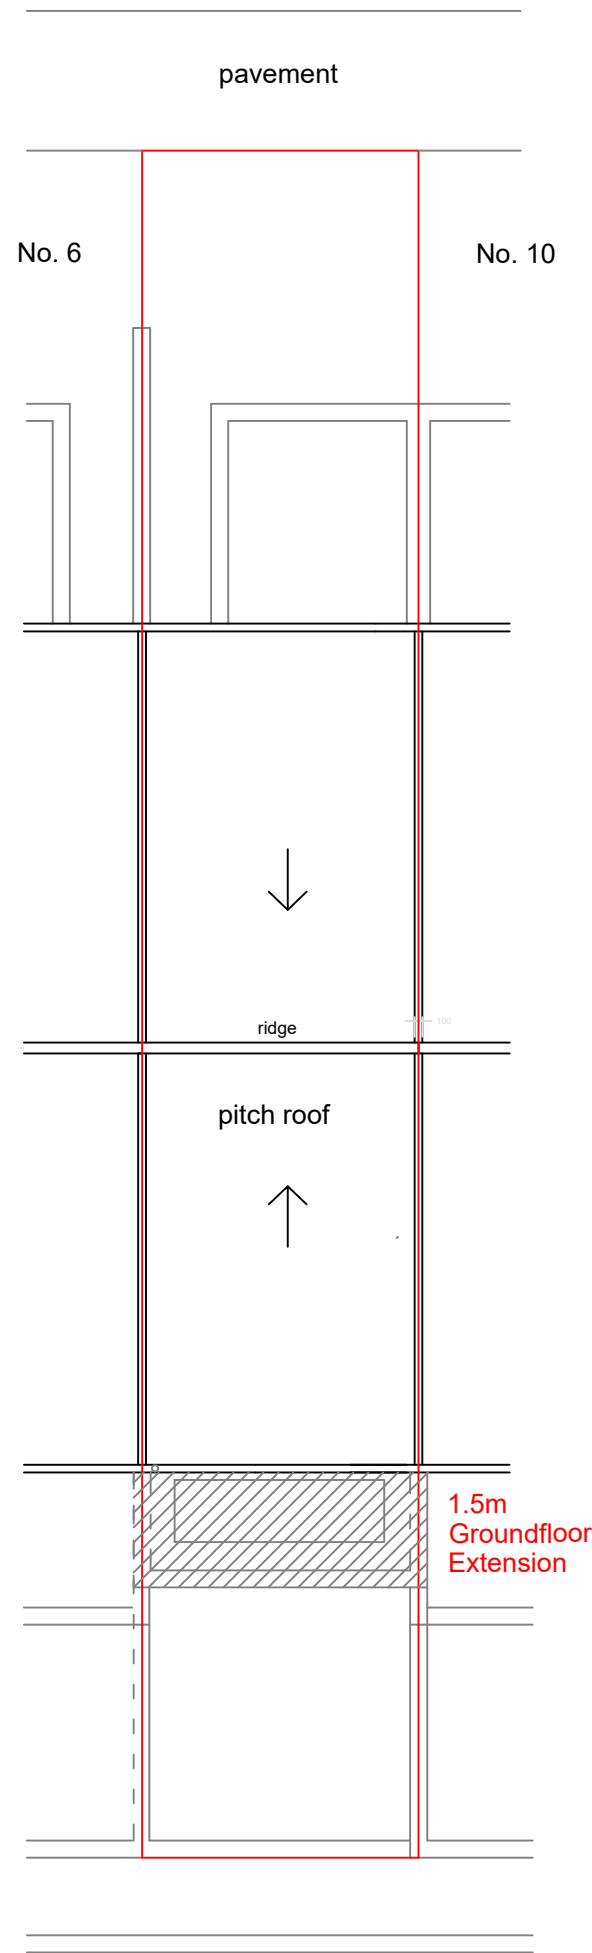 pavement
No. 6
No. 10
100
ridge
pitch roof
1.5m
Groundfloor
Extension